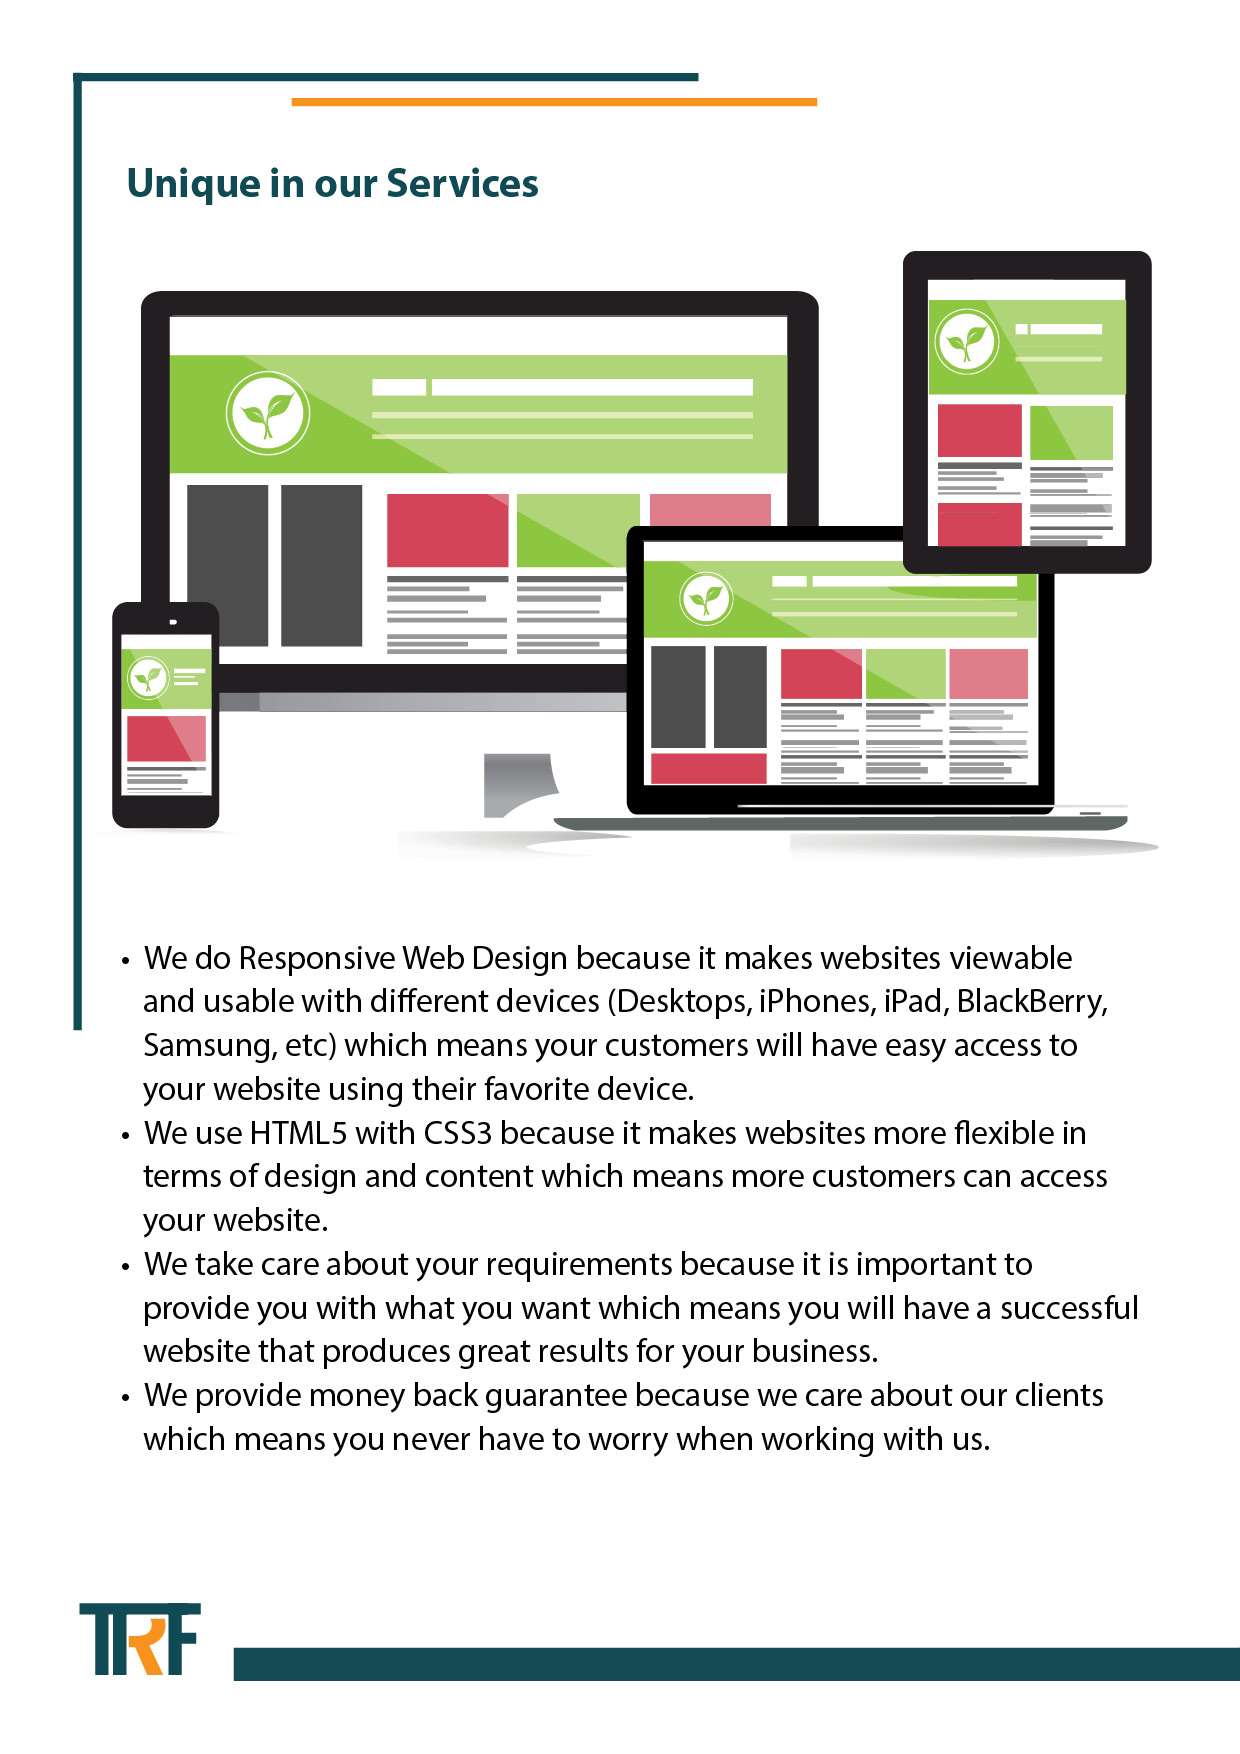 Unique in our Services
• We do Responsive Web Design because it makes websites viewable
and usable with different devices (Desktops, iPhones, iPad, BlackBerry,
Samsung, etc) which means your customers will have easy access to
your website using their favorite device.
• We use HTML5 with CSS3 because it makes websites more flexible in
terms of design and content which means more customers can access
your website.
• We take care about your requirements because it is important to
provide you with what you want which means you will have a successful
website that produces great results for your business.
• We provide money back guarantee because we care about our clients
which means you never have to worry when working with us.
TRF